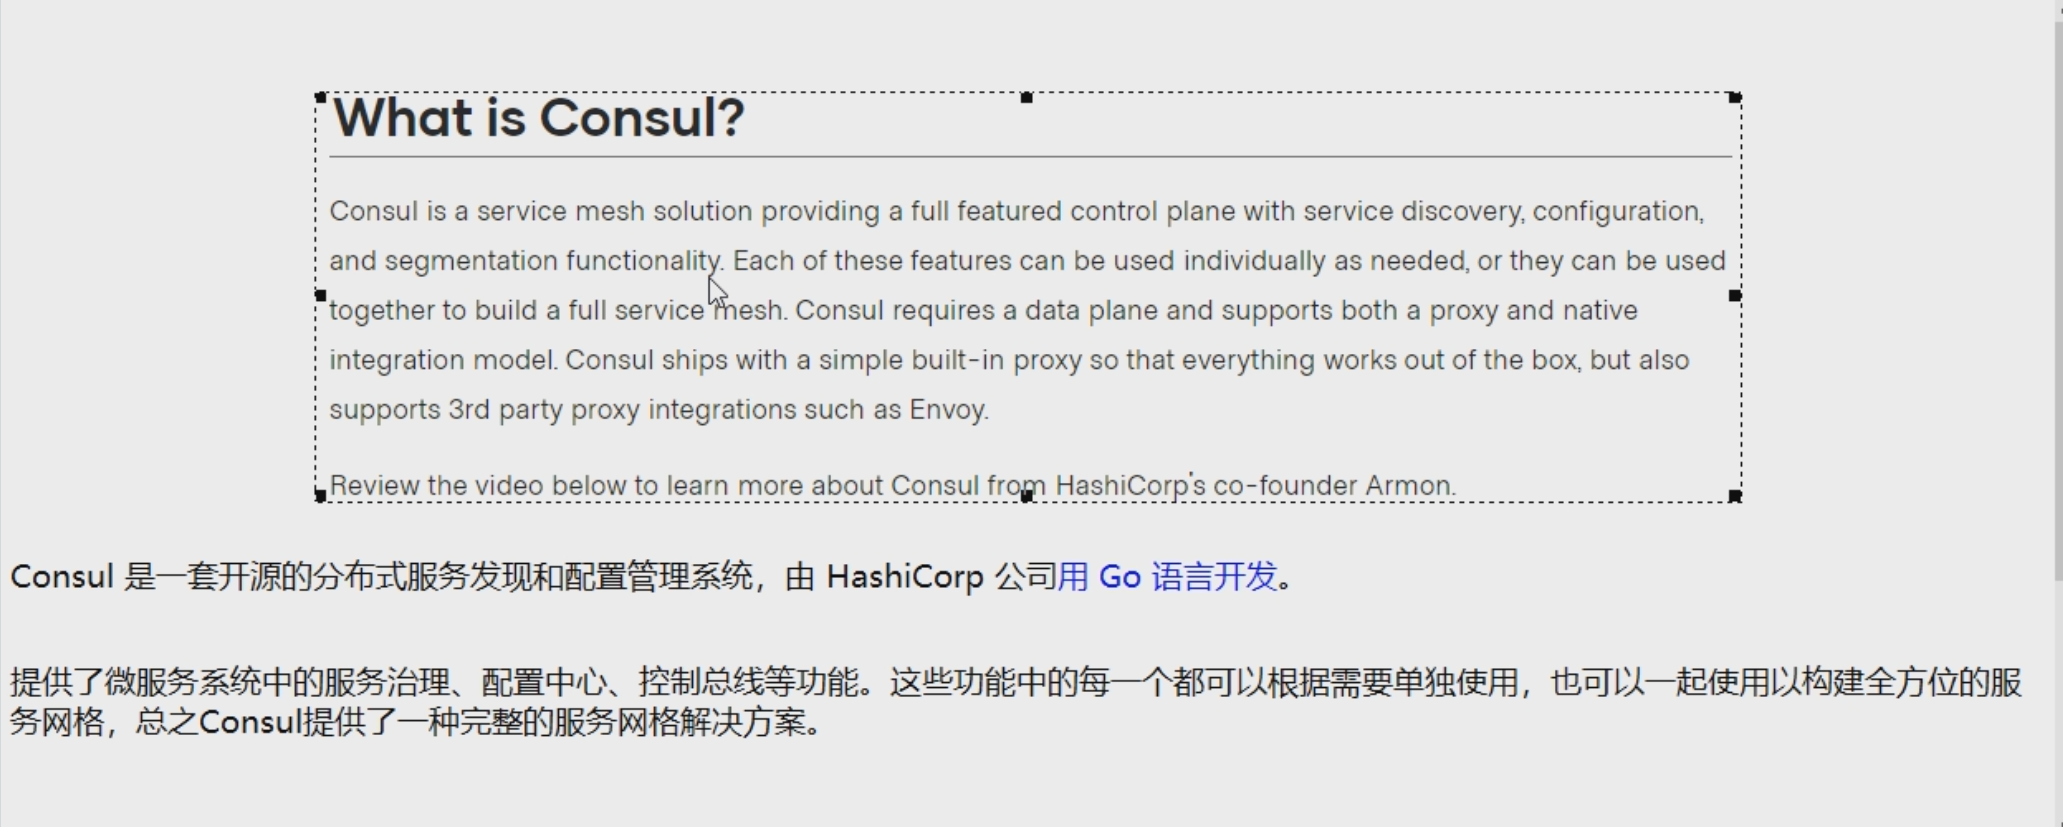 What is Consul?
Consul is a service mesh solution providing a full featured control plane with service discovery, configuration,
and segmentation functionality. Each of these features can be used individually as needed, or they can be used
together to build a full service mesh. Consul requires a data plane and supports both a proxy and native
integration model. Consul ships with a simple built-in proxy so that everything works out of the box, but also
supports 3rd party proxy integrations such as Envoy.
Review the video below to learn more about Consul from HashiCorp's co-founder Armon.
Consul 是一套开源的分布式服务发现和配置管理系统，由 HashiCorp 公司用 Go 语言开发。
提供了微服务系统中的服务治理、配置中心、控制总线等功能。这些功能中的每一个都可以根据需要单独使用，也可以一起使用以构建全方位的服
务网格，总之Consul提供了一种完整的服务网格解决方案。